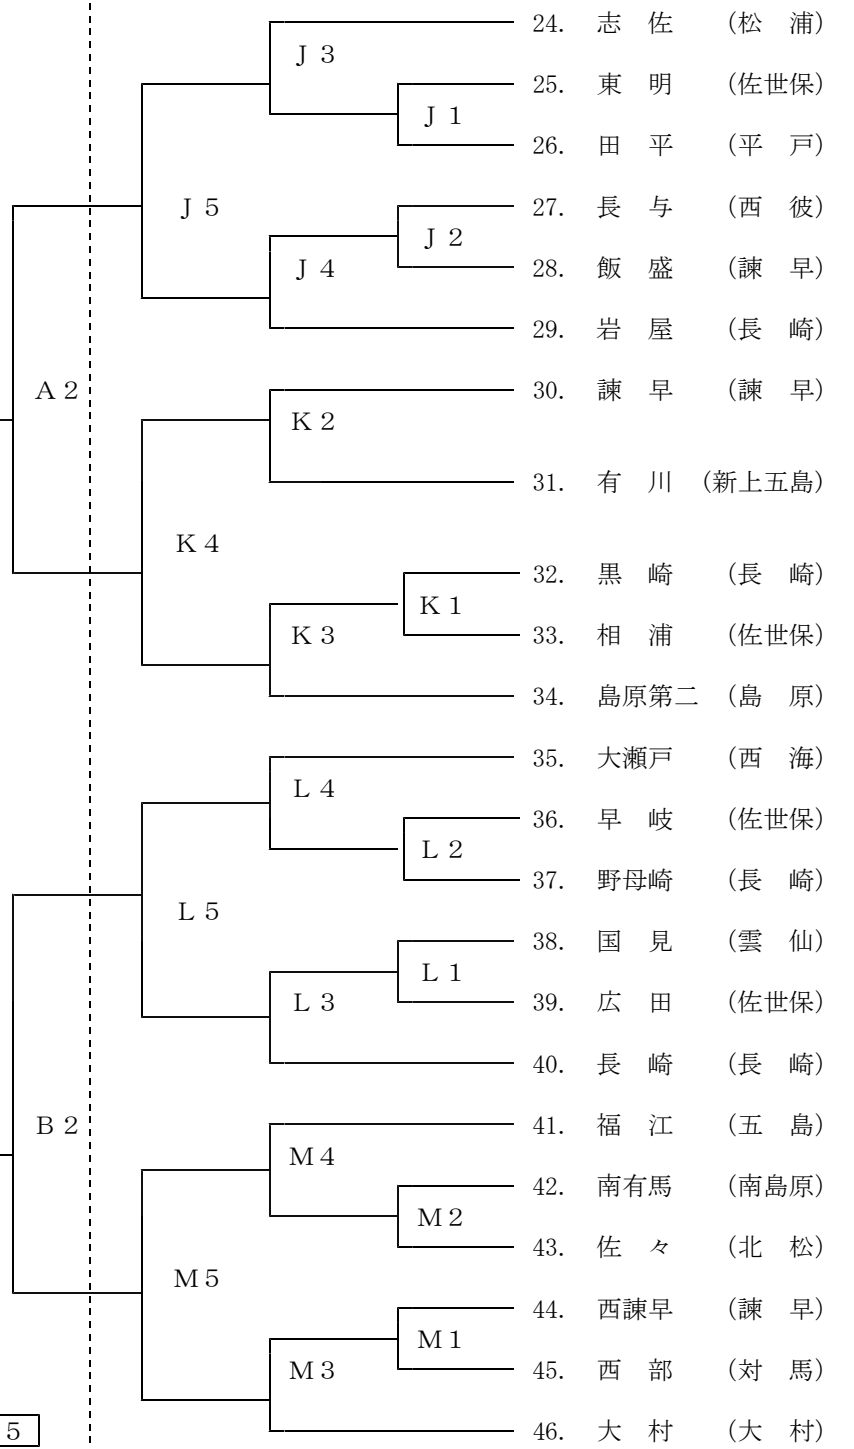 24. 志 佐 (松 浦)
J 3
25. 東 明 (佐世保)
J 1
26. 田 平 (平 戸)
J 5
27. 長 与 (西 彼)
J 2
28. 飯 盛 (諫 早)
J 4
29. 岩 屋 (長 崎)
A 2
30. 諫 早 (諫 早)
K 2
31. 有 川 (新上五島)
K 4
32. 黒 崎 (長 崎)
K 1
33. 相 浦 (佐世保)
K 3
34. 島原第二 (島 原)
35. 大瀬戸 (西 海)
L 4
36. 早 岐 (佐世保)
L 2
37. 野母崎 (長 崎)
L 5
38. 国 見 (雲 仙)
L 1
39. 広 田 (佐世保)
L 3
40. 長 崎 (長 崎)
B 2
41. 福 江 (五 島)
M 4
42. 南有馬 (南島原)
M 2
43. 佐 々 (北 松)
M 5
44. 西諫早 (諫 早)
M 1
45. 西 部 (対 馬)
M 3
46. 大 村 (大 村)
5